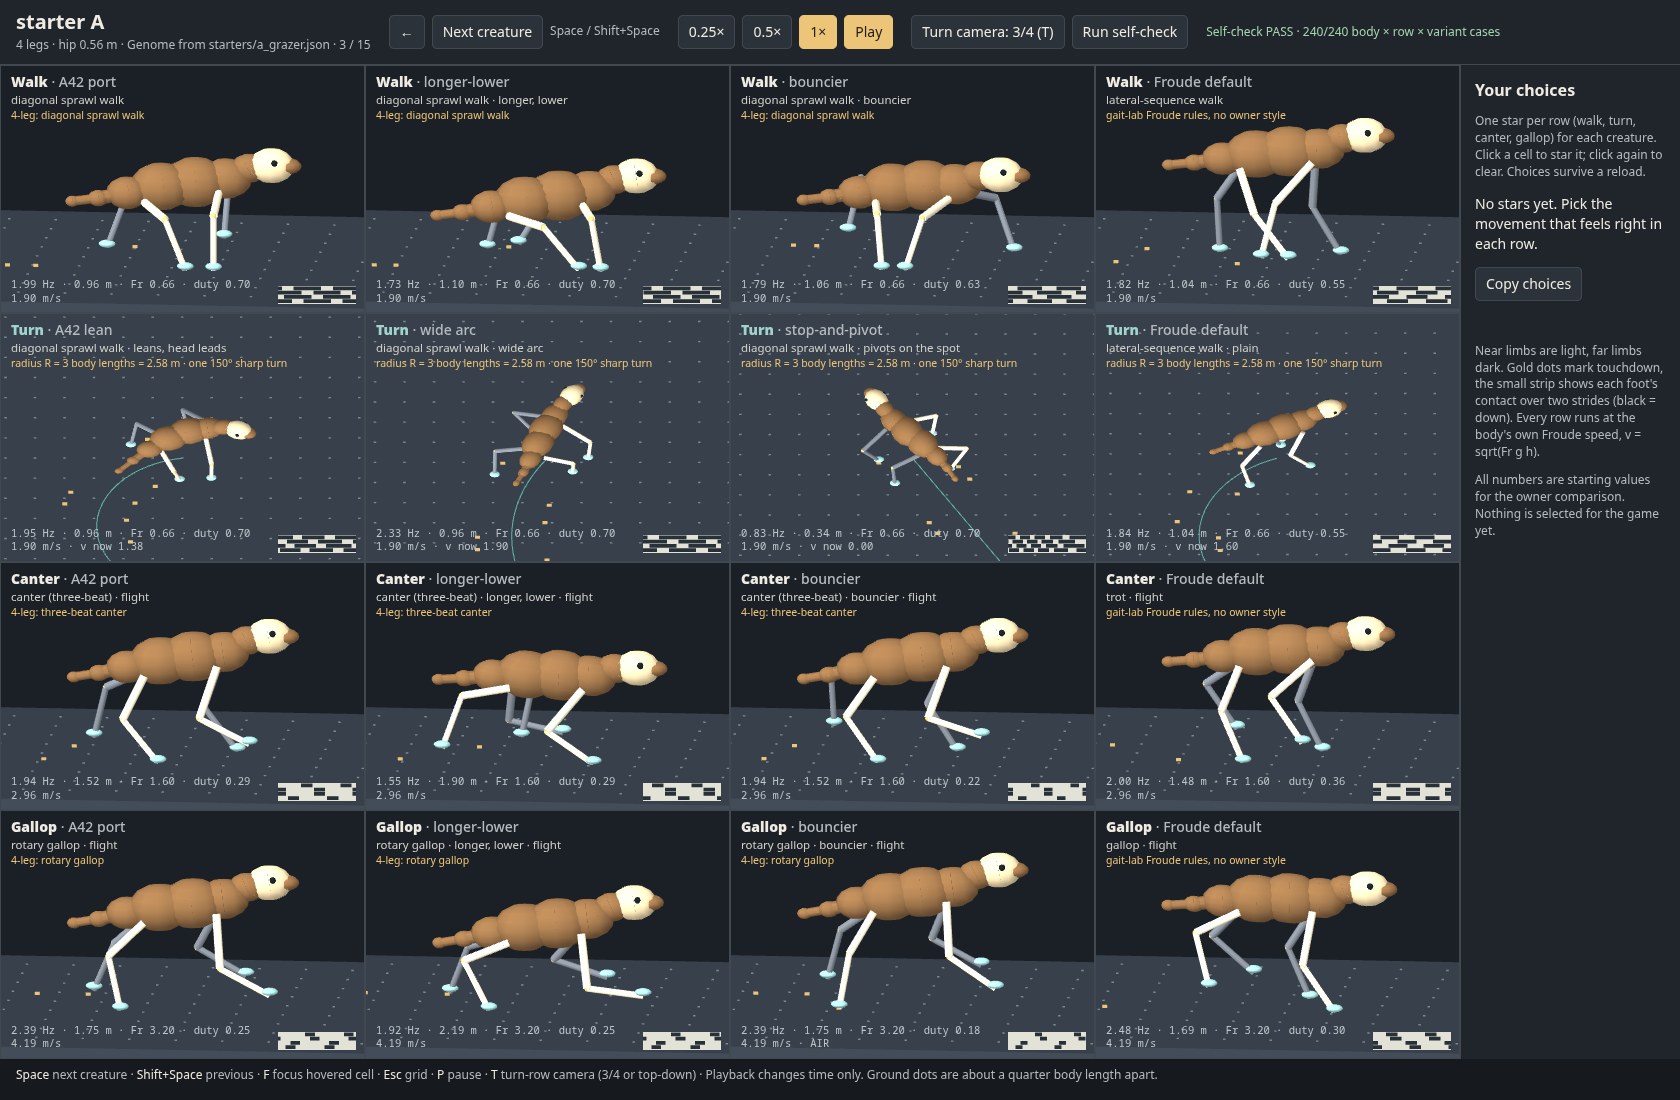 starter A
4 legs · hip 0.56 m · Genome from starters/a_grazer.json · 3 / 15
←
Next creature
Space / Shift+Space
0.25×
0.5×
1×
Play
Turn camera: 3/4 (T)
Run self-check
Self-check PASS · 240/240 body × row × variant cases
Walk · A42 port
diagonal sprawl walk
4-leg: diagonal sprawl walk
1.99 Hz · 0.96 m · Fr 0.66 · duty 0.70
1.90 m/s
Walk · longer-lower
diagonal sprawl walk · longer, lower
4-leg: diagonal sprawl walk
1.73 Hz · 1.10 m · Fr 0.66 · duty 0.70
1.90 m/s
Walk · bouncier
diagonal sprawl walk · bouncier
4-leg: diagonal sprawl walk
1.79 Hz · 1.06 m · Fr 0.66 · duty 0.63
1.90 m/s
Walk · Froude default
lateral-sequence walk
gait-lab Froude rules, no owner style
1.82 Hz · 1.04 m · Fr 0.66 · duty 0.55
1.90 m/s
Turn · A42 lean
diagonal sprawl walk · leans, head leads
radius R = 3 body lengths = 2.58 m · one 150° sharp turn
1.95 Hz · 0.96 m · Fr 0.66 · duty 0.70
1.90 m/s · v now 1.38
Turn · wide arc
diagonal sprawl walk · wide arc
radius R = 3 body lengths = 2.58 m · one 150° sharp turn
2.33 Hz · 0.96 m · Fr 0.66 · duty 0.70
1.90 m/s · v now 1.90
Turn · stop-and-pivot
diagonal sprawl walk · pivots on the spot
radius R = 3 body lengths = 2.58 m · one 150° sharp turn
0.83 Hz · 0.34 m · Fr 0.66 · duty 0.70
1.90 m/s · v now 0.00
Turn · Froude default
lateral-sequence walk · plain
radius R = 3 body lengths = 2.58 m · one 150° sharp turn
1.84 Hz · 1.04 m · Fr 0.66 · duty 0.55
1.90 m/s · v now 1.60
Canter · A42 port
canter (three-beat) · flight
4-leg: three-beat canter
1.94 Hz · 1.52 m · Fr 1.60 · duty 0.29
2.96 m/s
Canter · longer-lower
canter (three-beat) · longer, lower · flight
4-leg: three-beat canter
1.55 Hz · 1.90 m · Fr 1.60 · duty 0.29
2.96 m/s
Canter · bouncier
canter (three-beat) · bouncier · flight
4-leg: three-beat canter
1.94 Hz · 1.52 m · Fr 1.60 · duty 0.22
2.96 m/s
Canter · Froude default
trot · flight
gait-lab Froude rules, no owner style
2.00 Hz · 1.48 m · Fr 1.60 · duty 0.36
2.96 m/s
Gallop · A42 port
rotary gallop · flight
4-leg: rotary gallop
2.39 Hz · 1.75 m · Fr 3.20 · duty 0.25
4.19 m/s
Gallop · longer-lower
rotary gallop · longer, lower · flight
4-leg: rotary gallop
1.92 Hz · 2.19 m · Fr 3.20 · duty 0.25
4.19 m/s
Gallop · bouncier
rotary gallop · bouncier · flight
4-leg: rotary gallop
2.39 Hz · 1.75 m · Fr 3.20 · duty 0.18
4.19 m/s · AIR
Gallop · Froude default
gallop · flight
gait-lab Froude rules, no owner style
2.48 Hz · 1.69 m · Fr 3.20 · duty 0.30
4.19 m/s
Your choices
One star per row (walk, turn,
canter, gallop) for each creature.
Click a cell to star it; click again to
clear. Choices survive a reload.
No stars yet. Pick the
movement that feels right in
each row.
Copy choices
Near limbs are light, far limbs
dark. Gold dots mark touchdown,
the small strip shows each foot's
contact over two strides (black =
down). Every row runs at the
body's own Froude speed, v =
sqrt(Fr g h).
All numbers are starting values
for the owner comparison.
Nothing is selected for the game
yet.
Space next creature · Shift+Space previous · F focus hovered cell · Esc grid · P pause · T turn-row camera (3/4 or top-down) · Playback changes time only. Ground dots are about a quarter body length apart.